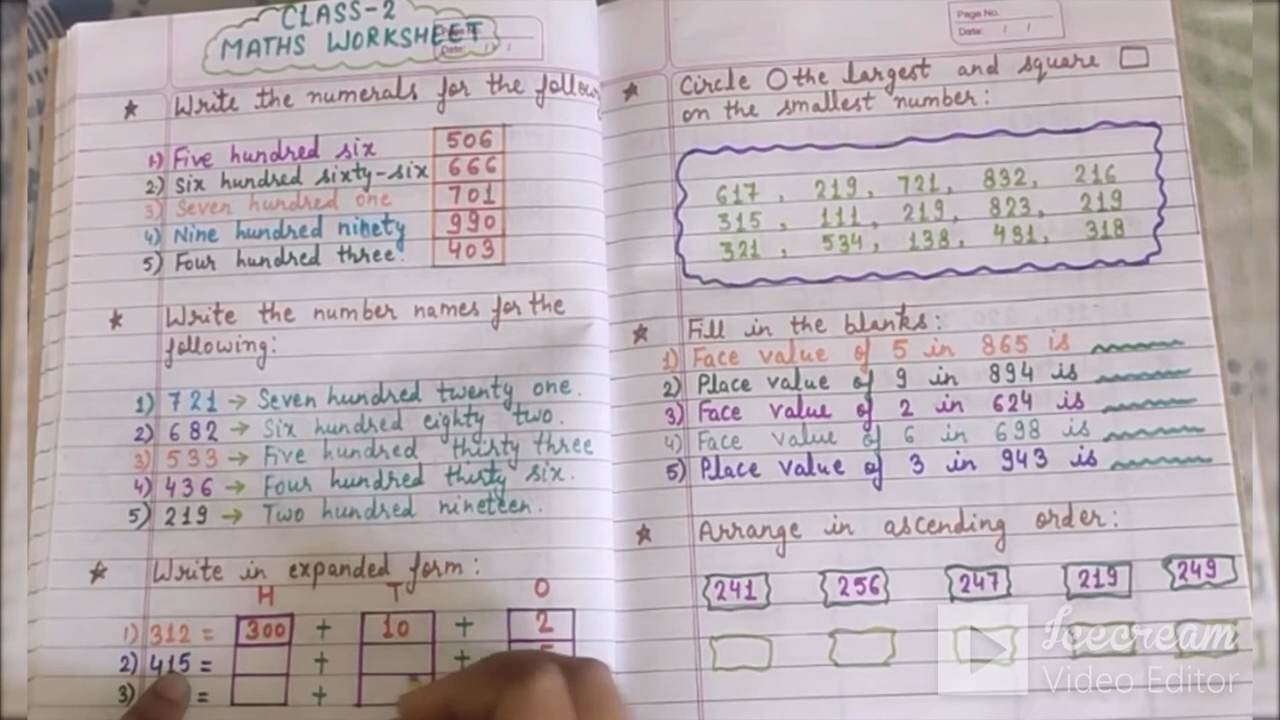 CLASS-2
MATHS WORKSHEET
Date: / /
★ Write the numerals for the follow
1) Five hundred six 506
2) Six hundred sixty-six 666
3) Seven hundred one 701
4) Nine hundred ninety 990
5) Four hundred three. 403
★ Write the number names for the
following:
1) 721 → Seven hundred twenty one.
2) 682 → Six hundred eighty two.
3) 533 → Five hundred thirty three
4) 436 → Four hundred thirty six.
5) 219 → Two hundred nineteen.
★ Write in expanded form:
H T O
1) 312 = 300 + 10 + 2
2) 415 = + +
3) = +
Page No.
Date: / /
★ Circle O the largest and square □
on the smallest number:
617, 219, 721, 832, 216
315, 111, 219, 823, 219
321, 534, 138, 431, 318
★ Fill in the blanks:
1) Face value of 5 in 865 is
2) Place value of 9 in 894 is
3) Face value of 2 in 624 is
4) Face value of 6 in 698 is
5) Place value of 3 in 943 is
★ Arrange in ascending order:
241 256 247 219 249
Icecream
Video Editor